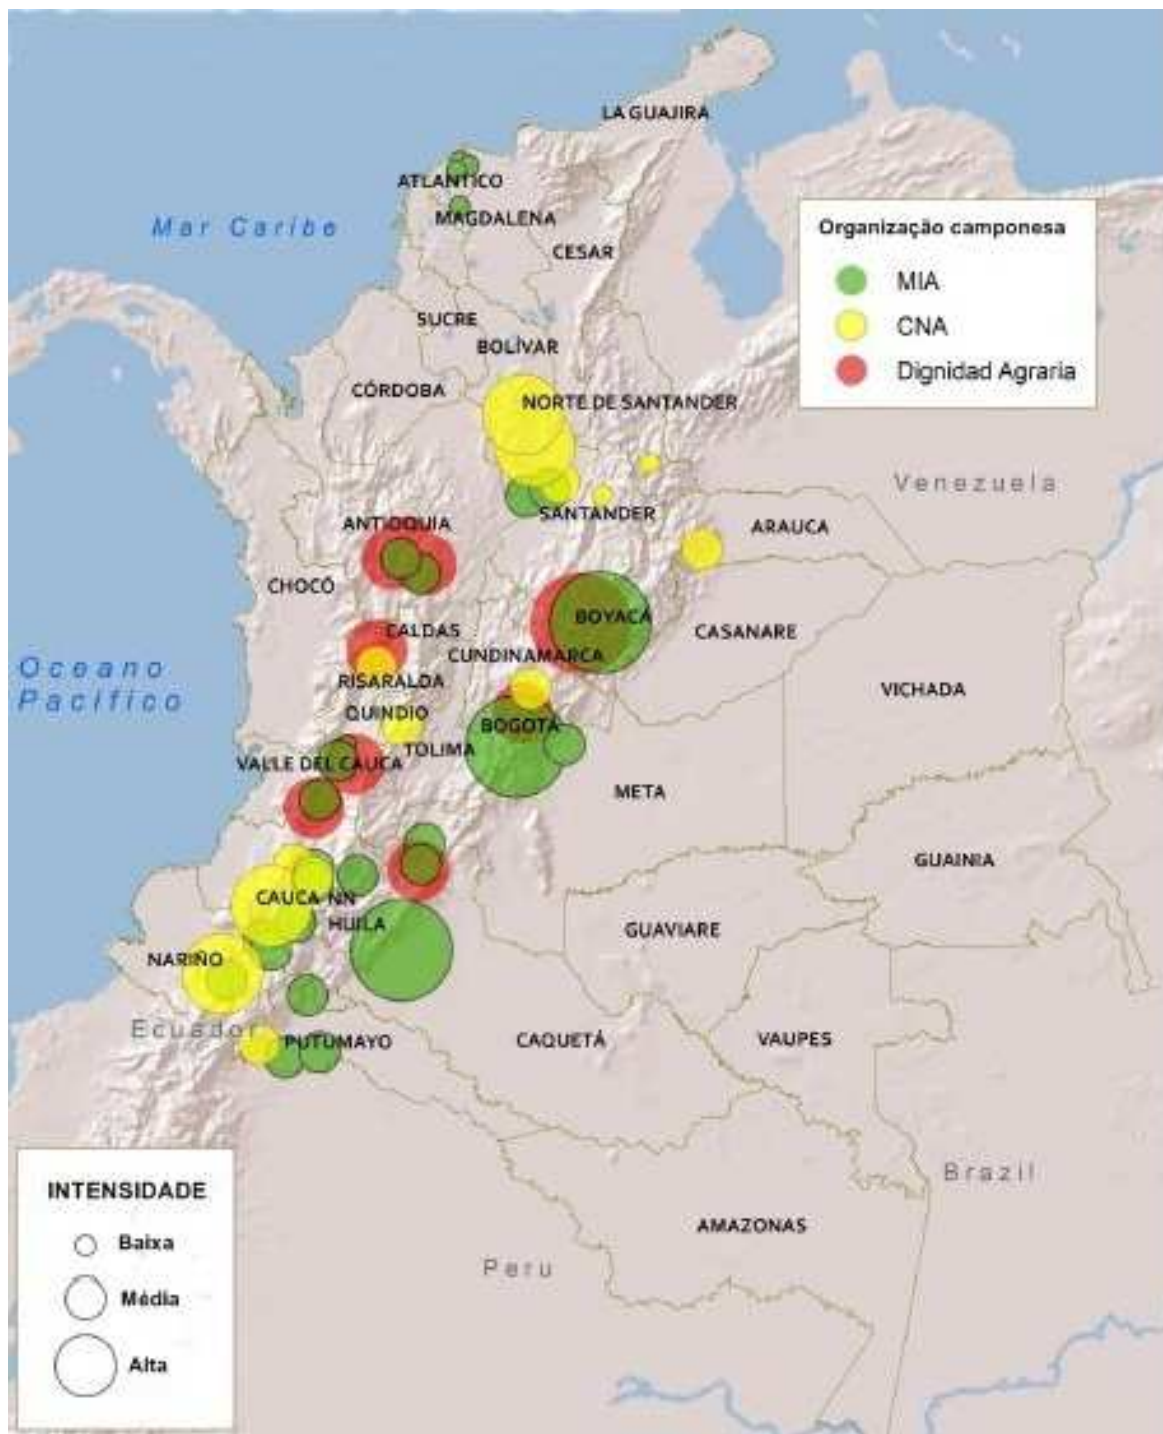 LA GUAJIRA
ATLANTICO
MAGDALENA
Mar Caribe
CESAR
Organização camponesa
MIA
CNA
Dignidad Agraria
SUCRE
BOLÍVAR
CÓRDOBA
NORTE DE SANTANDER
Venezuela
SANTANDER
ANTIOQUIA
ARAUCA
CHOCÓ
BOYACÁ
CALDAS
CASANARE
CUNDINAMARCA
Oceano
Pacífico
RISARALDA
VICHADA
QUINDIO
BOGOTÁ
TOLIMA
VALLE DEL CAUCA
META
GUAINIA
CAUCA
NN
HUILA
GUAVIARE
NARIÑO
Ecuador
PUTUMAYO
CAQUETÁ
VAUPES
Brazil
INTENSIDADE
Baixa
Média
Alta
AMAZONAS
Peru